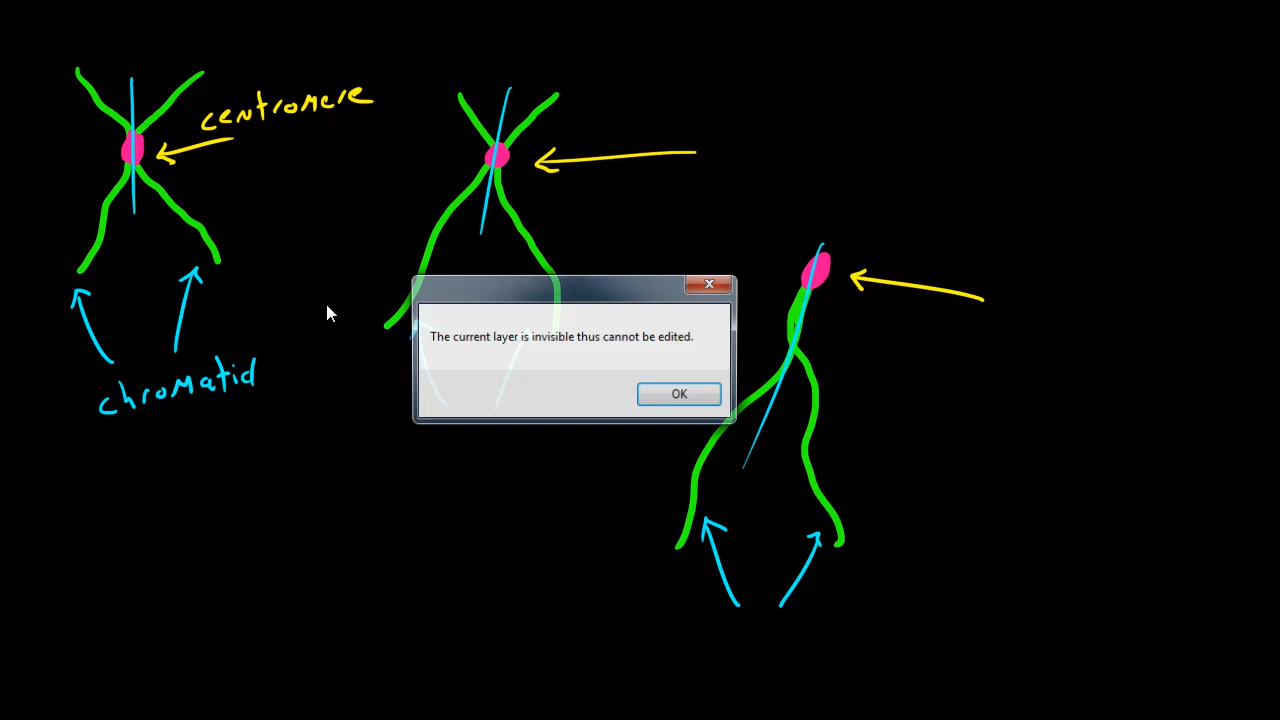 centromere
The current layer is invisible thus cannot be edited.
OK
chromatid